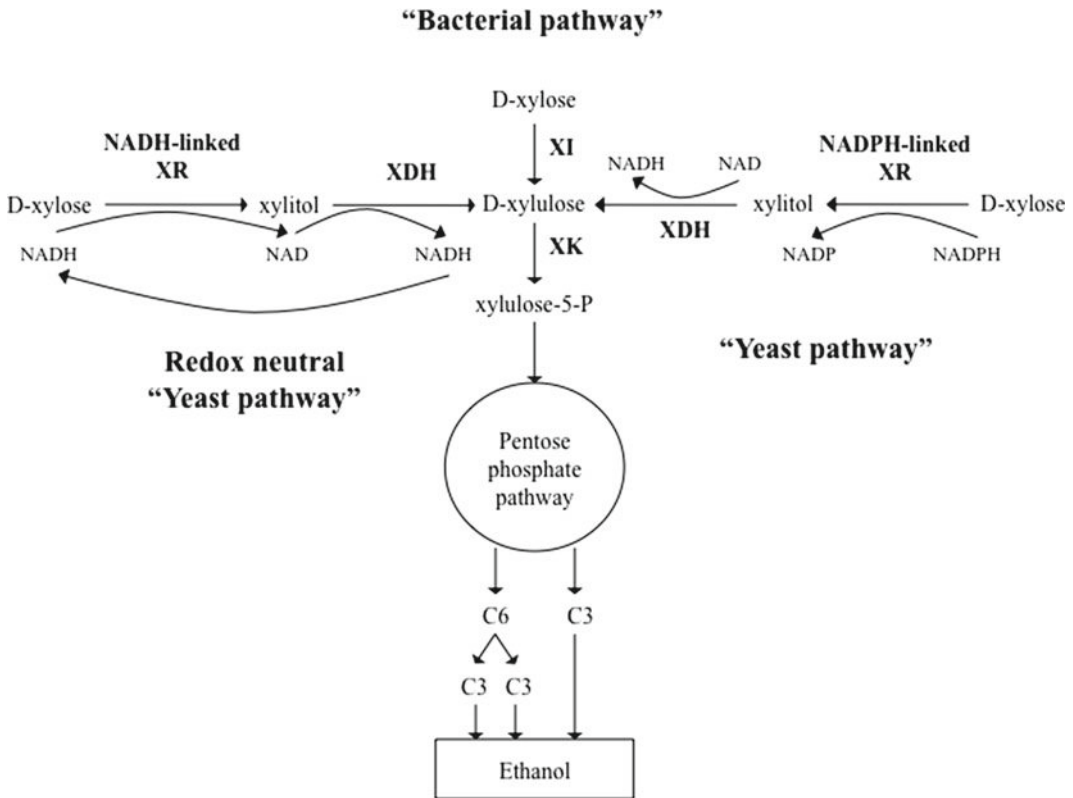 “Bacterial pathway”
D-xylose
NADH-linked
XR
XDH
XI
NADH
NAD
NADPH-linked
XR
D-xylose
xylitol
D-xylulose
xylitol
D-xylose
XDH
NADH
NAD
NADH
XK
NADP
NADPH
xylulose-5-P
Redox neutral
“Yeast pathway”
“Yeast pathway”
Pentose
phosphate
pathway
C6
C3
C3
C3
Ethanol